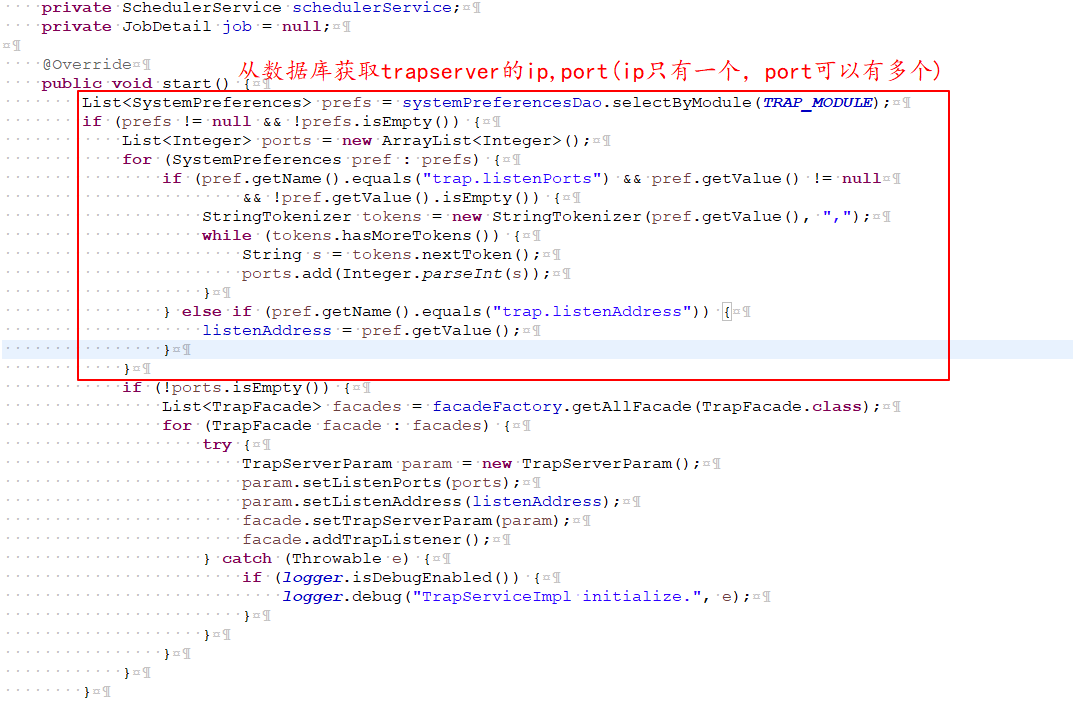 private SchedulerService schedulerService;
private JobDetail job = null;
@Override
从数据库获取trapserver的ip,port(ip只有一个，port可以有多个)
public void start() {
List<SystemPreferences> prefs = systemPreferencesDao.selectByModule(TRAP_MODULE);
if (prefs != null && !prefs.isEmpty()) {
List<Integer> ports = new ArrayList<Integer>();
for (SystemPreferences pref : prefs) {
if (pref.getName().equals("trap.listenPorts") && pref.getValue() != null
&& !pref.getValue().isEmpty()) {
StringTokenizer tokens = new StringTokenizer(pref.getValue(), ",");
while (tokens.hasMoreTokens()) {
String s = tokens.nextToken();
ports.add(Integer.parseInt(s));
}
} else if (pref.getName().equals("trap.listenAddress")) {
listenAddress = pref.getValue();
}
}
if (!ports.isEmpty()) {
List<TrapFacade> facades = facadeFactory.getAllFacade(TrapFacade.class);
for (TrapFacade facade : facades) {
try {
TrapServerParam param = new TrapServerParam();
param.setListenPorts(ports);
param.setListenAddress(listenAddress);
facade.setTrapServerParam(param);
facade.addTrapListener();
} catch (Throwable e) {
if (logger.isDebugEnabled()) {
logger.debug("TrapServiceImpl initialize.", e);
}
}
}
}
}